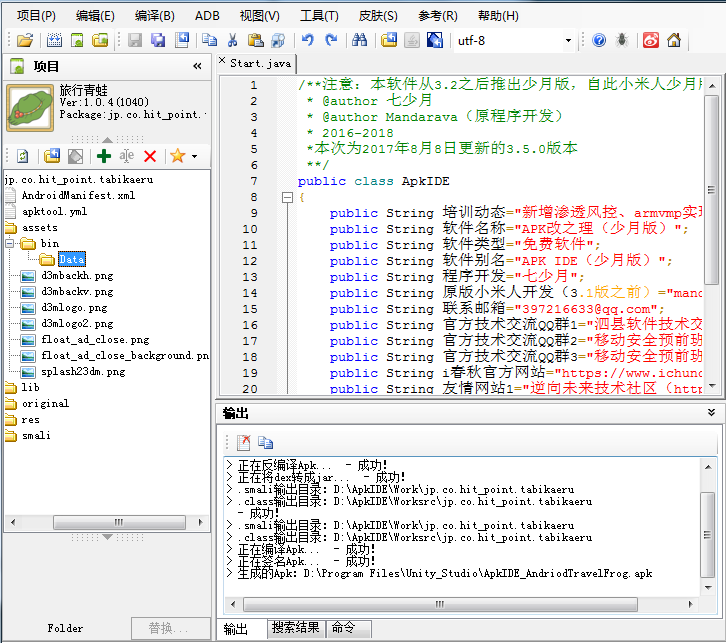 项目(P) 编辑(E) 编译(B) ADB 视图(V) 工具(T) 皮肤(S) 参考(R) 帮助(H)
utf-8
项目
旅行青蛙
Ver:1.0.4(1040)
Package:jp.co.hit_point.
jp.co.hit_point.tabikaeru
AndroidManifest.xml
apktool.yml
assets
bin
Data
d3mbackh.png
d3mbackv.png
d3mlogo.png
d3mlogo2.png
float_ad_close.png
float_ad_close_background.pn
splash23dm.png
lib
original
res
smali
Folder
替换...
Start.java
1 /**注意：本软件从3.2之后推出少月版，自此小米人少月
2 * @author 七少月
3 * @author Mandarava（原程序开发）
4 * 2016-2018
5 *本次为2017年8月8日更新的3.5.0版本
6 **/
7 public class ApkIDE
8 {
9 public String 培训动态="新增渗透风控、armvmp实
10 public String 软件名称="APK改之理（少月版）";
11 public String 软件类型="免费软件";
12 public String 软件别名="APK IDE（少月版）";
13 public String 程序开发="七少月";
14 public String 原版小米人开发（3.1版之前）="mand
15 public String 联系邮箱="397216633@qq.com";
16 public String 官方技术交流QQ群1="泗县软件技术交
17 public String 官方技术交流QQ群2="移动安全预前班
18 public String 官方技术交流QQ群3="移动安全预前班
19 public String i春秋官方网站="https://www.ichunq
20 public String 友情网站1="逆向未来技术社区（http
输出
> 正在反编译Apk... - 成功!
> 正在将dex转成jar... - 成功!
> .smali输出目录: D:\ApkIDE\Work\jp.co.hit_point.tabikaeru
> .class输出目录: D:\ApkIDE\Worksrc\jp.co.hit_point.tabikaeru
- 成功!
> .smali输出目录: D:\ApkIDE\Work\jp.co.hit_point.tabikaeru
> .class输出目录: D:\ApkIDE\Worksrc\jp.co.hit_point.tabikaeru
> 正在编译Apk... - 成功!
> 正在签名Apk... - 成功!
> 生成的Apk: D:\Program Files\Unity_Studio\ApkIDE_AndriodTravelFrog.apk
输出 搜索结果 命令